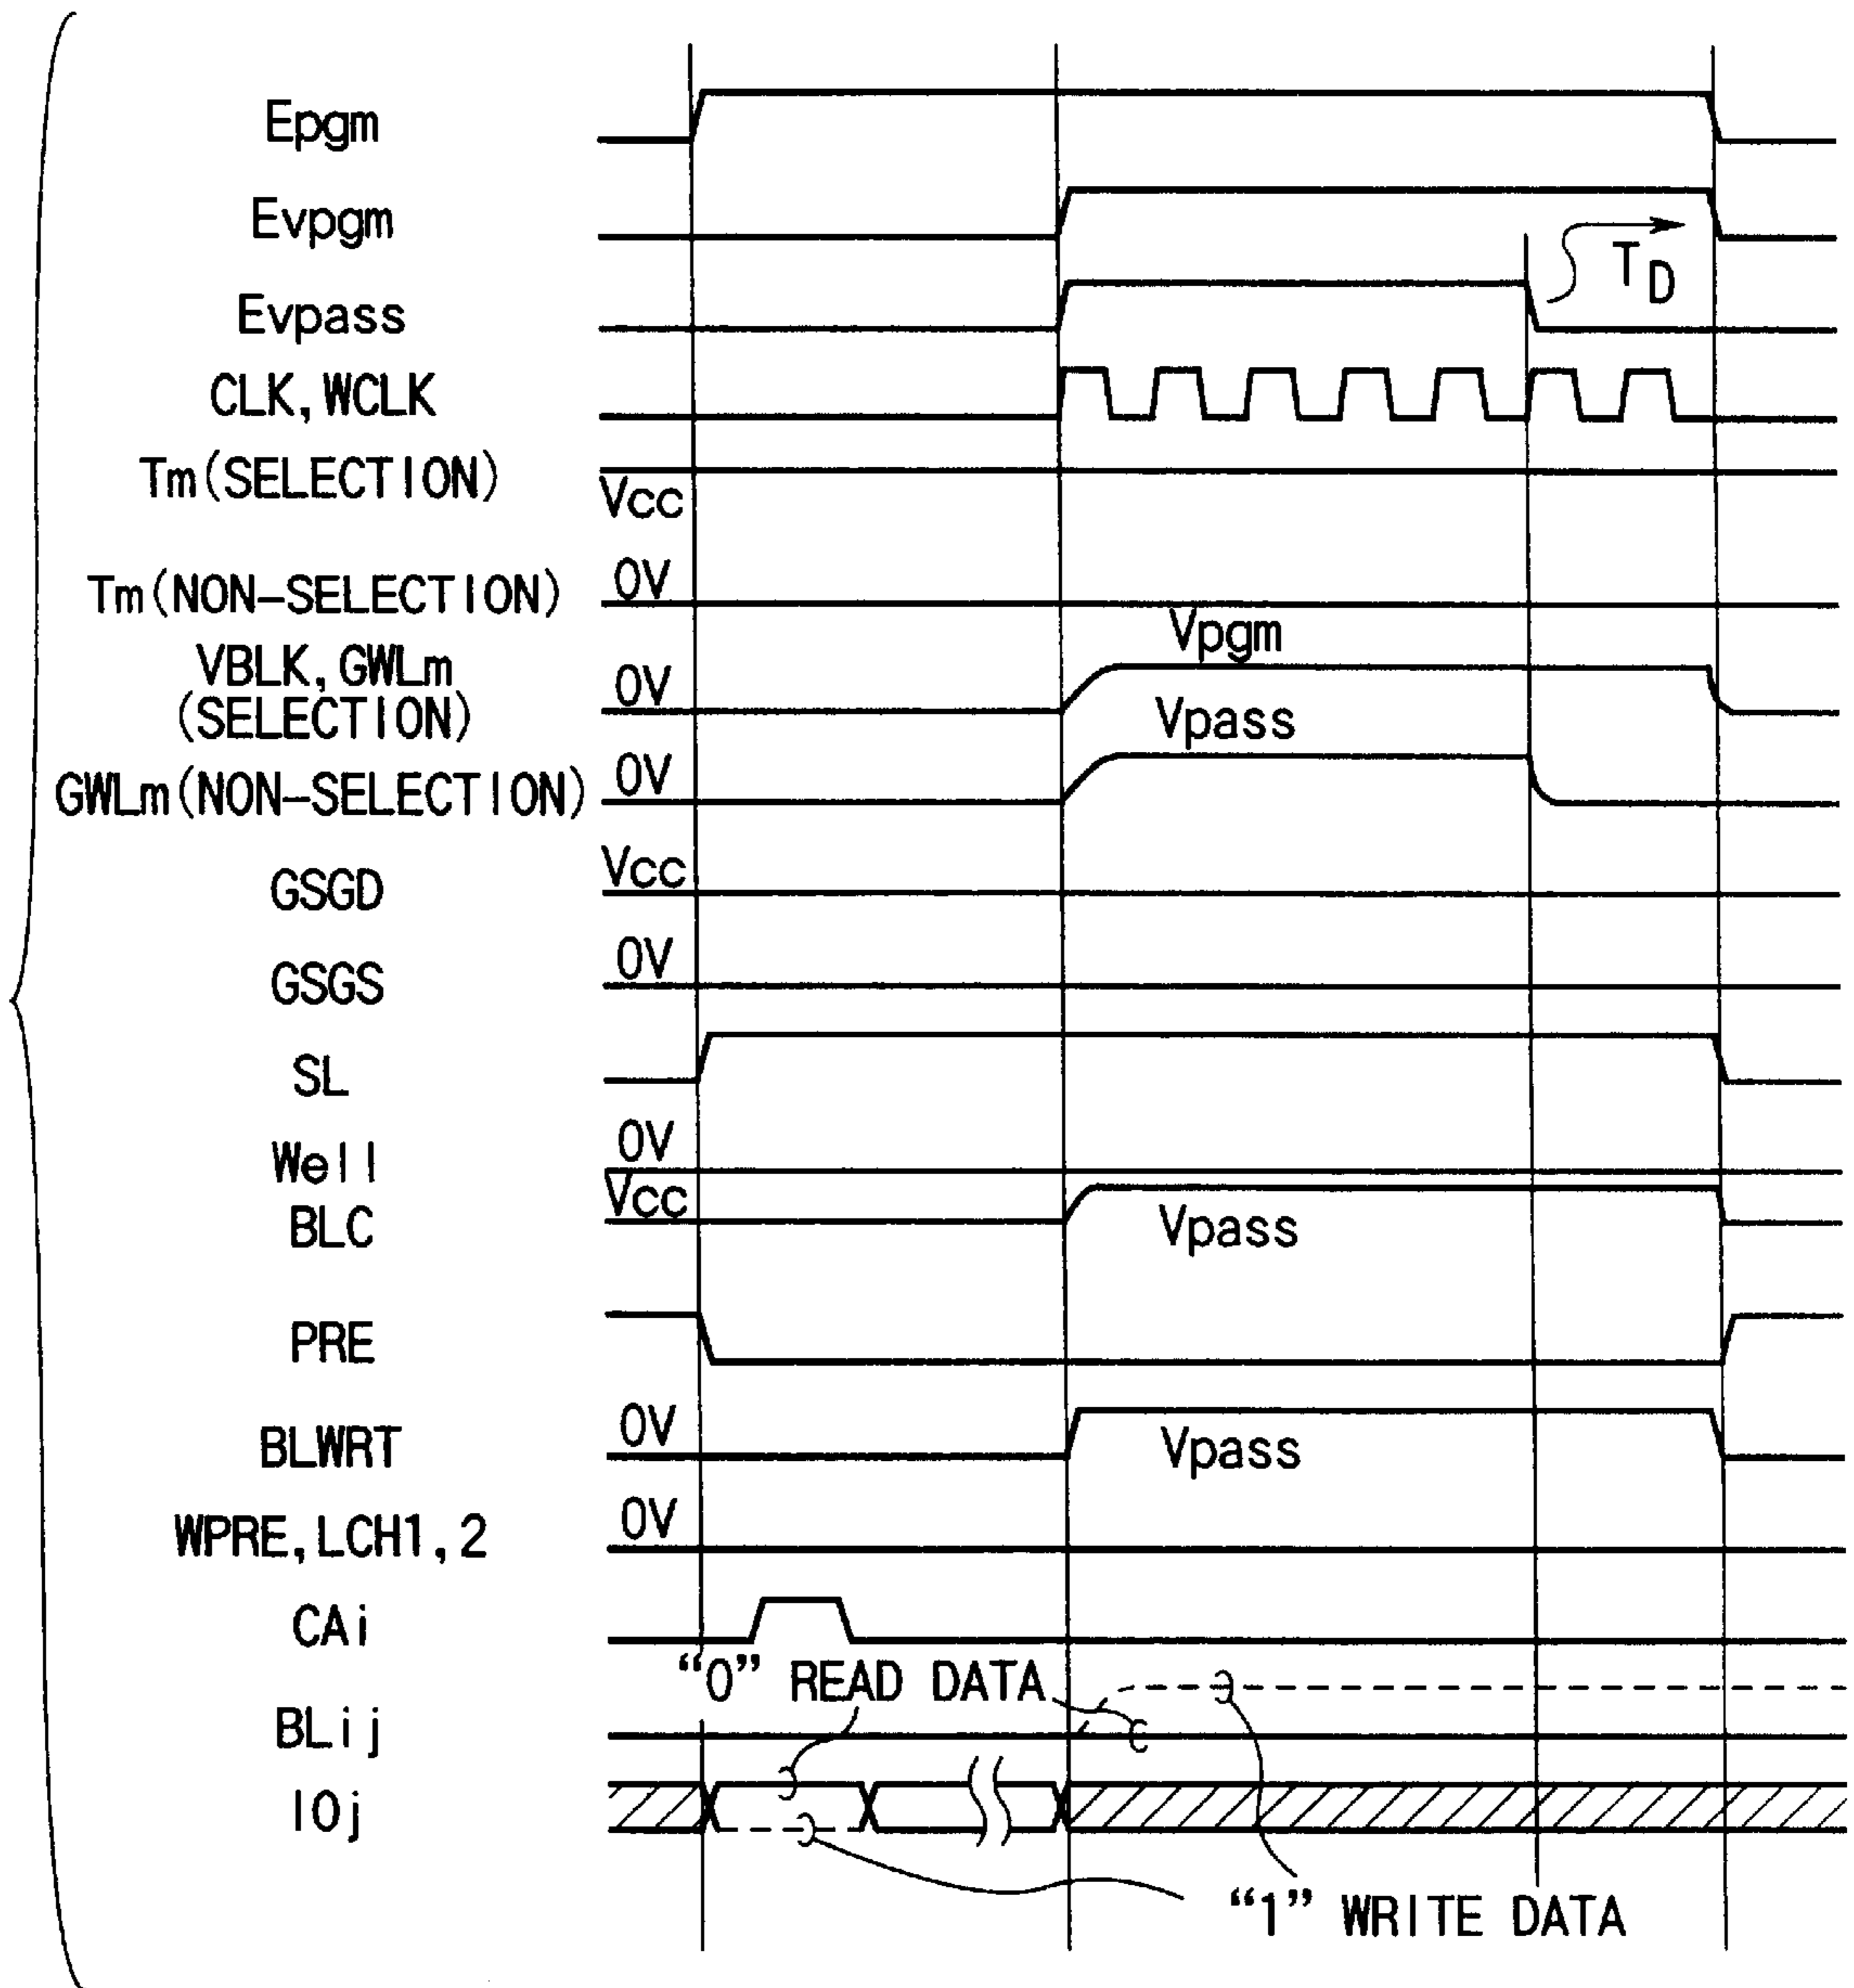 Epgm
Evpgm
TD
Evpass
CLK, WCLK
Tm(SELECTION)
Vcc
Tm(NON-SELECTION)
0V
Vpgm
VBLK, GWLm
(SELECTION)
0V
Vpass
GWLm(NON-SELECTION)
0V
GSGD
Vcc
GSGS
0V
SL
Well
0V
BLC
Vcc
Vpass
PRE
BLWRT
0V
Vpass
WPRE, LCH1, 2
0V
CAi
“0” READ DATA
BLij
IOj
“1” WRITE DATA